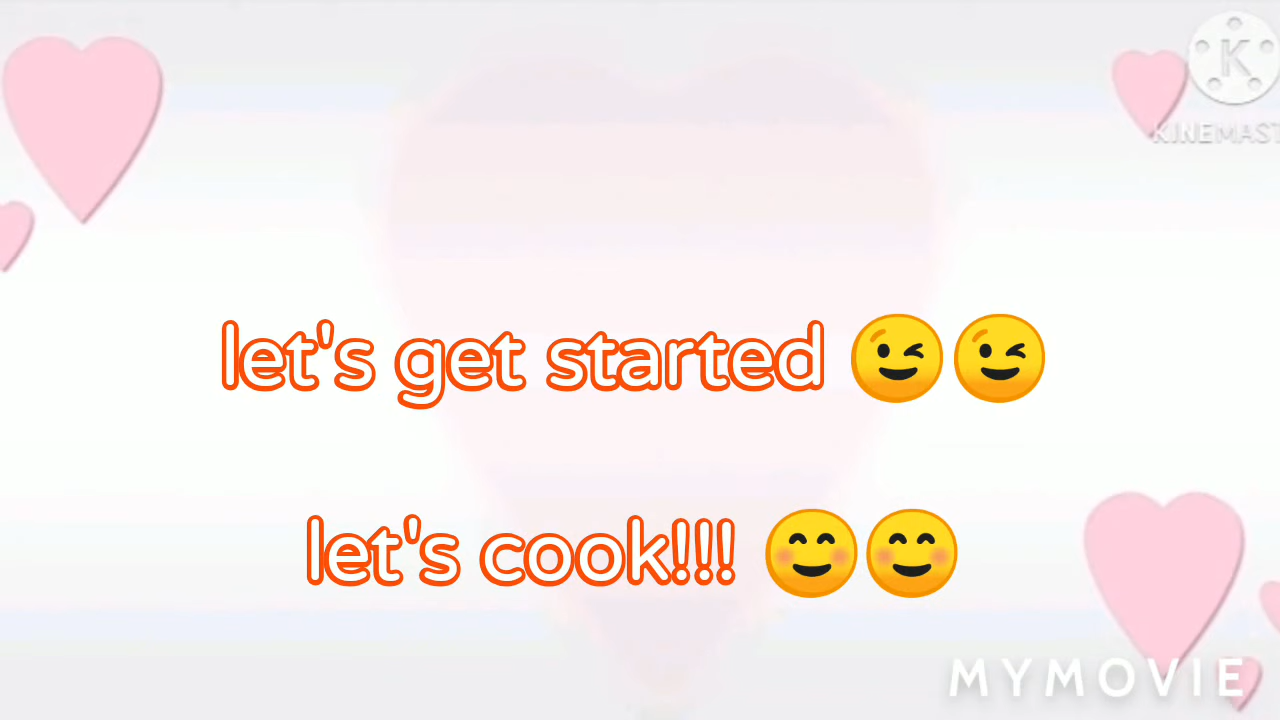 K
KINEMAST
let's get started 😉😉
let's cook!!! 😊😊
MYMOVIE